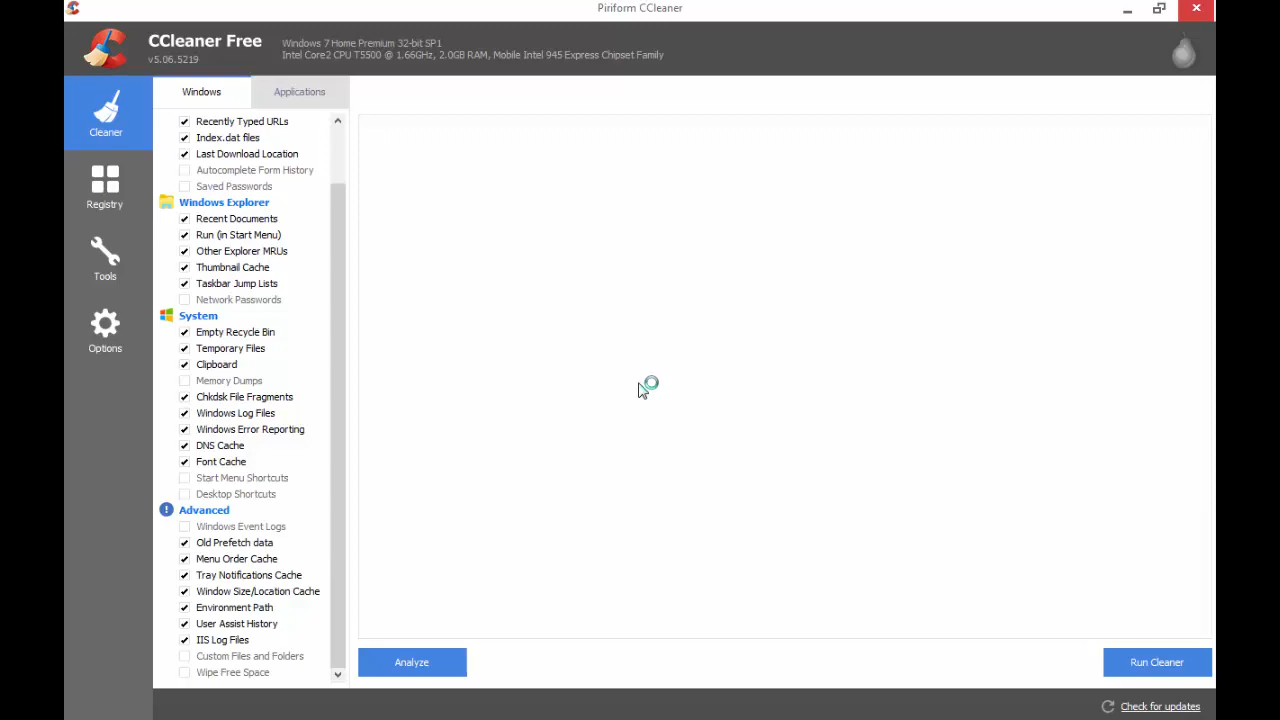 Piriform CCleaner
CCleaner Free
v5.06.5219
Windows 7 Home Premium 32-bit SP1
Intel Core2 CPU T5500 @ 1.66GHz, 2.0GB RAM, Mobile Intel 945 Express Chipset Family
Cleaner
Registry
Tools
Options
Windows
Applications
Recently Typed URLs
Index.dat files
Last Download Location
Autocomplete Form History
Saved Passwords
Windows Explorer
Recent Documents
Run (in Start Menu)
Other Explorer MRUs
Thumbnail Cache
Taskbar Jump Lists
Network Passwords
System
Empty Recycle Bin
Temporary Files
Clipboard
Memory Dumps
Chkdsk File Fragments
Windows Log Files
Windows Error Reporting
DNS Cache
Font Cache
Start Menu Shortcuts
Desktop Shortcuts
Advanced
Windows Event Logs
Old Prefetch data
Menu Order Cache
Tray Notifications Cache
Window Size/Location Cache
Environment Path
User Assist History
IIS Log Files
Custom Files and Folders
Wipe Free Space
Analyze
Run Cleaner
Check for updates